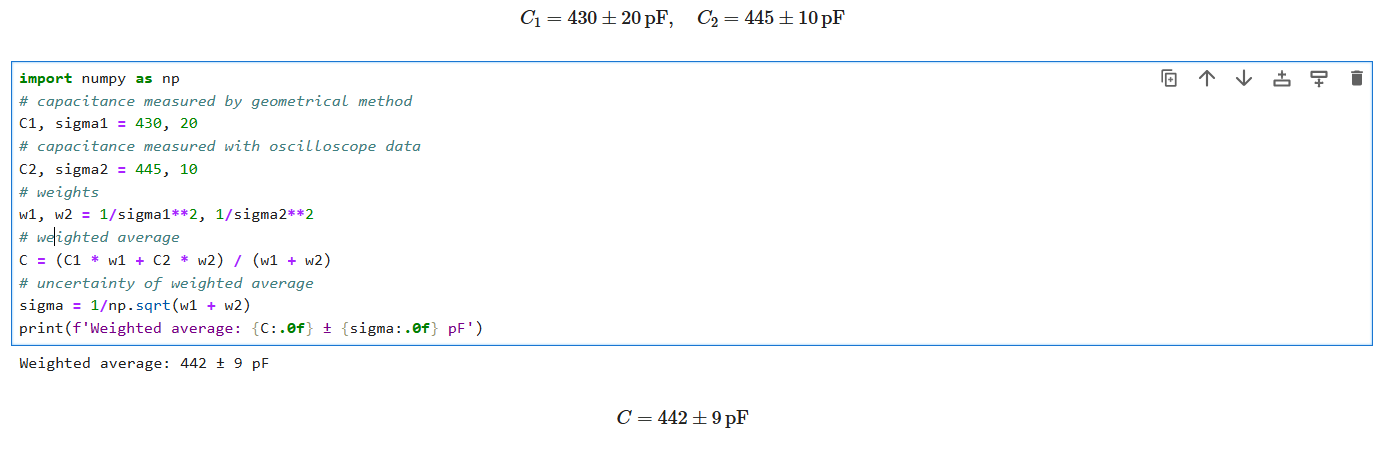 C₁ = 430 ± 20 pF, C₂ = 445 ± 10 pF
import numpy as np
# capacitance measured by geometrical method
C1, sigma1 = 430, 20
# capacitance measured with oscilloscope data
C2, sigma2 = 445, 10
# weights
w1, w2 = 1/sigma1**2, 1/sigma2**2
# weighted average
C = (C1 * w1 + C2 * w2) / (w1 + w2)
# uncertainty of weighted average
sigma = 1/np.sqrt(w1 + w2)
print(f'Weighted average: {C:.0f} ± {sigma:.0f} pF')
Weighted average: 442 ± 9 pF
C = 442 ± 9 pF